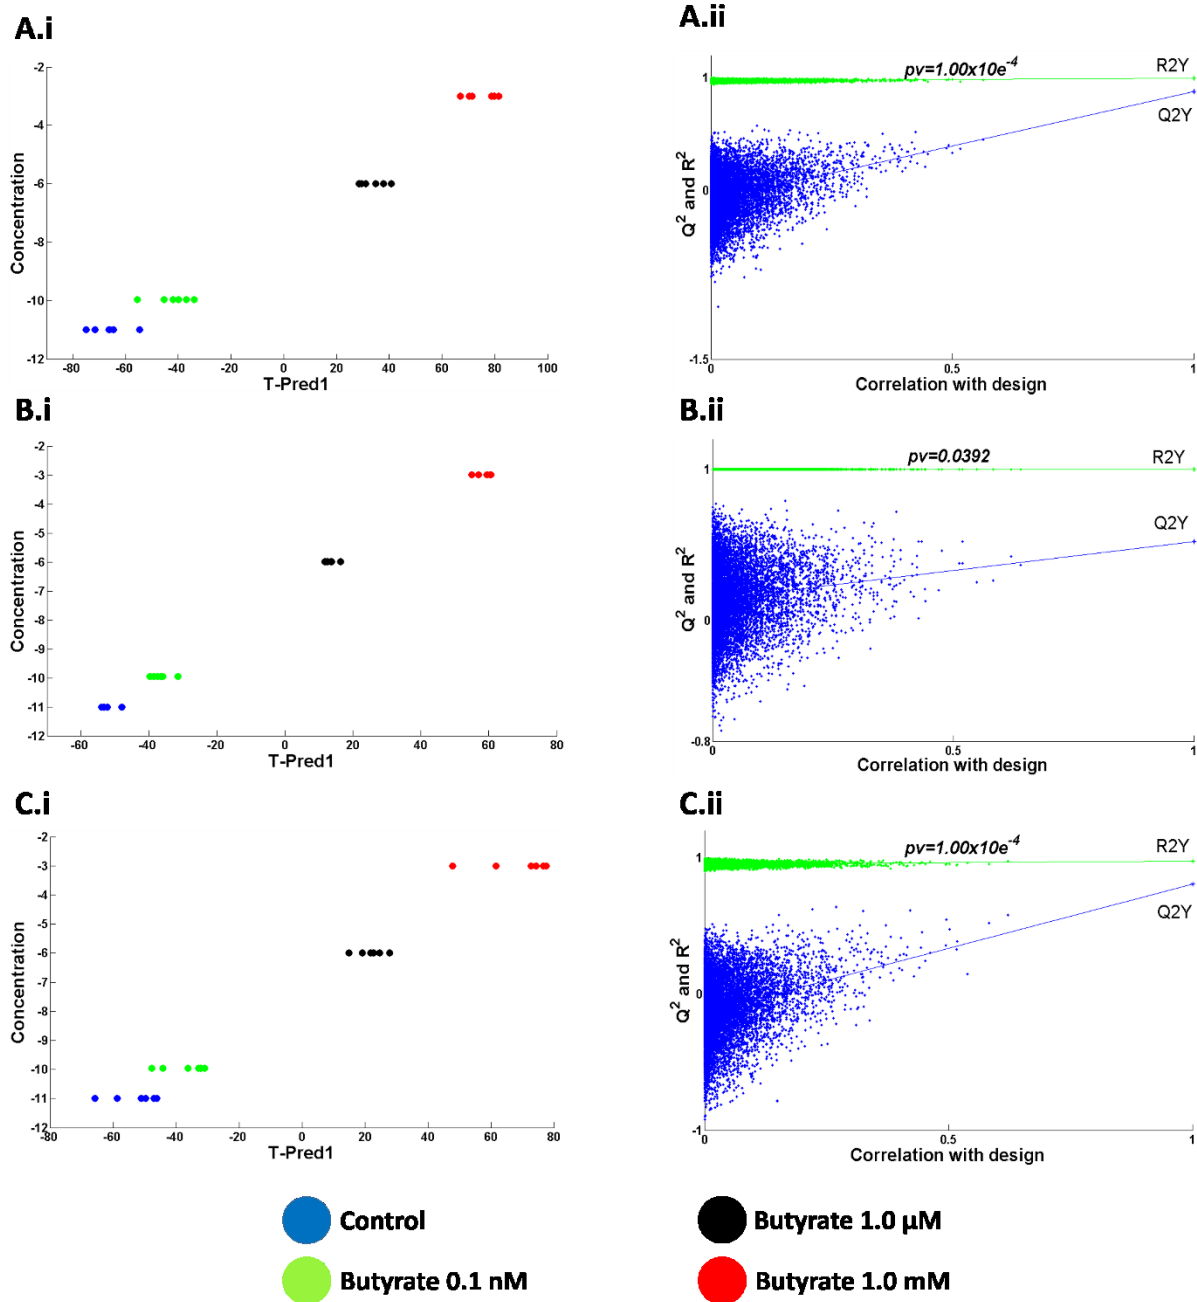 A.i
-2
-4
-6
-8
-10
-12
Concentration
-80 -60 -40 -20 0 20 40 60 80 100
T-Pred1
A.ii
1
0
-1.5
Q² and R²
pv=1.00x10e⁻⁴
R2Y
Q2Y
0 0.5 1
Correlation with design
B.i
-2
-3
-4
-5
-6
-7
-8
-9
-10
-11
-12
Concentration
-60 -40 -20 0 20 40 60 80
T-Pred1
B.ii
1
0
-0.8
Q² and R²
pv=0.0392
R2Y
Q2Y
0 0.5 1
Correlation with design
C.i
-2
-3
-4
-5
-6
-7
-8
-9
-10
-11
-12
Concentration
-80 -60 -40 -20 0 20 40 60 80
T-Pred1
C.ii
1
0
-1
Q² and R²
pv=1.00x10e⁻⁴
R2Y
Q2Y
0 0.5 1
Correlation with design
Control
Butyrate 1.0 µM
Butyrate 0.1 nM
Butyrate 1.0 mM